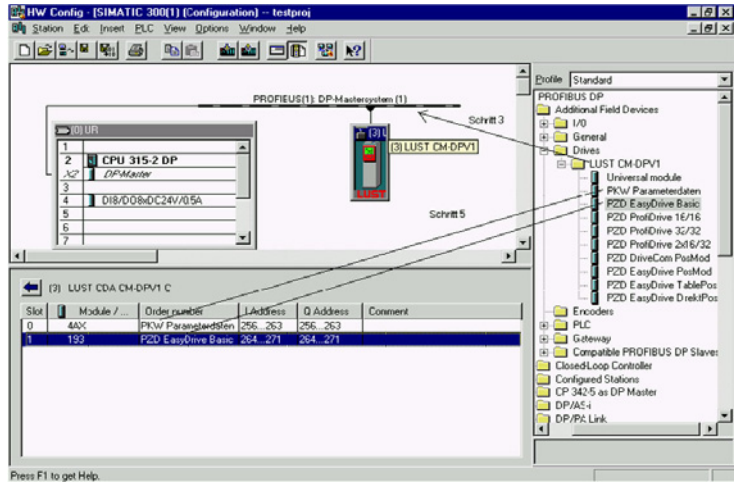 HW Config - [SIMATIC 300(1) (Configuration) -- testproj]
Station Edit Insert PLC View Options Window Help
PROFIBUS(1): DP-Mastersystem (1)
Schritt 3
(0) UR
1
2 CPU 315-2 DP
X2 DP-Master
3
4 DI8/DO8xDC24V/0.5A
5
6
7
(3) L
(3) LUST CM-DPV1
LUST
Schritt 5
(3) LUST CDA CM-DPV1 C
Slot Module / ... Order number I Address Q Address Comment
0 4AX PKW Parameterdaten 256...263 256...263
1 193 PZD EasyDrive Basic 264...271 264...271
Profile Standard
PROFIBUS DP
Additional Field Devices
I/O
General
Drives
LUST CM-DPV1
Universal module
PKW Parameterdaten
PZD EasyDrive Basic
PZD ProfiDrive 16/16
PZD ProfiDrive 32/32
PZD ProfiDrive 2x16/32
PZD DriveCom PosMod
PZD EasyDrive PosMod
PZD EasyDrive TablePos
PZD EasyDrive DirektPos
Encoders
PLC
Gateway
Compatible PROFIBUS DP Slaves
Closed-Loop Controller
Configured Stations
CP 342-5 as DP Master
DP/AS-i
DP/PA Link
Press F1 to get Help.